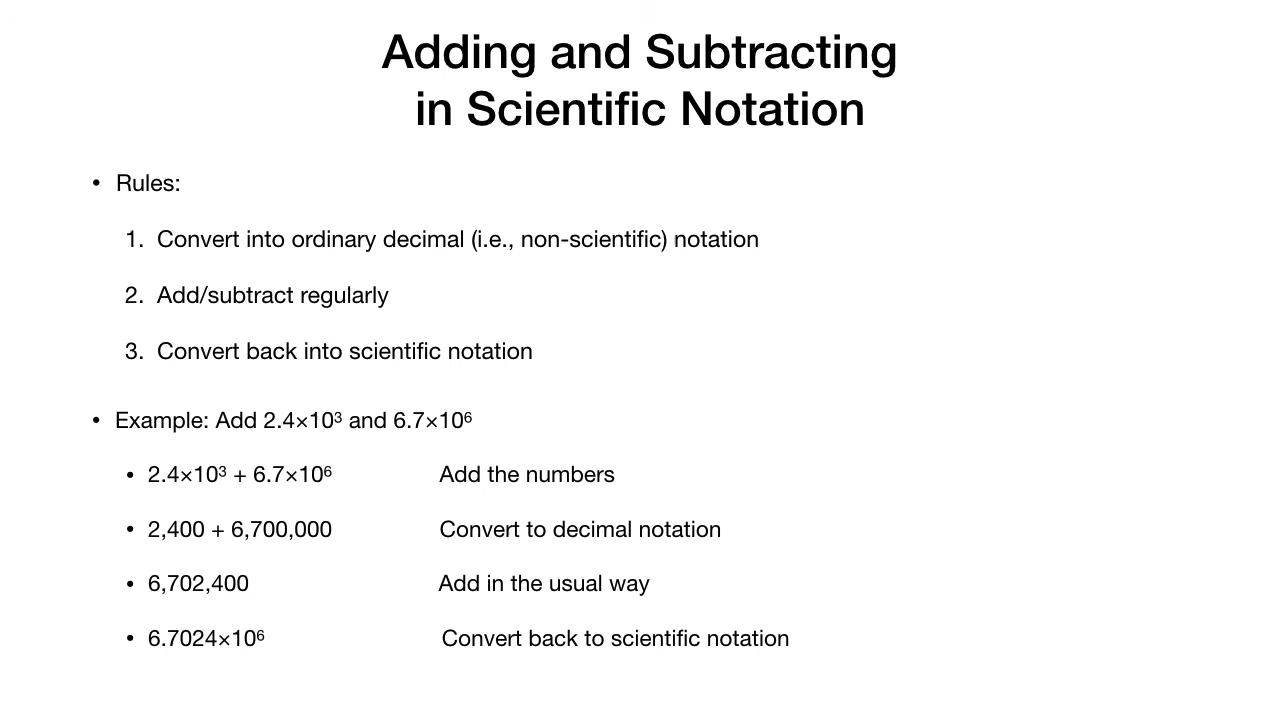 Adding and Subtracting
in Scientific Notation
• Rules:
1. Convert into ordinary decimal (i.e., non-scientific) notation
2. Add/subtract regularly
3. Convert back into scientific notation
• Example: Add 2.4×10³ and 6.7×10⁶
• 2.4×10³ + 6.7×10⁶ Add the numbers
• 2,400 + 6,700,000 Convert to decimal notation
• 6,702,400 Add in the usual way
• 6.7024×10⁶ Convert back to scientific notation